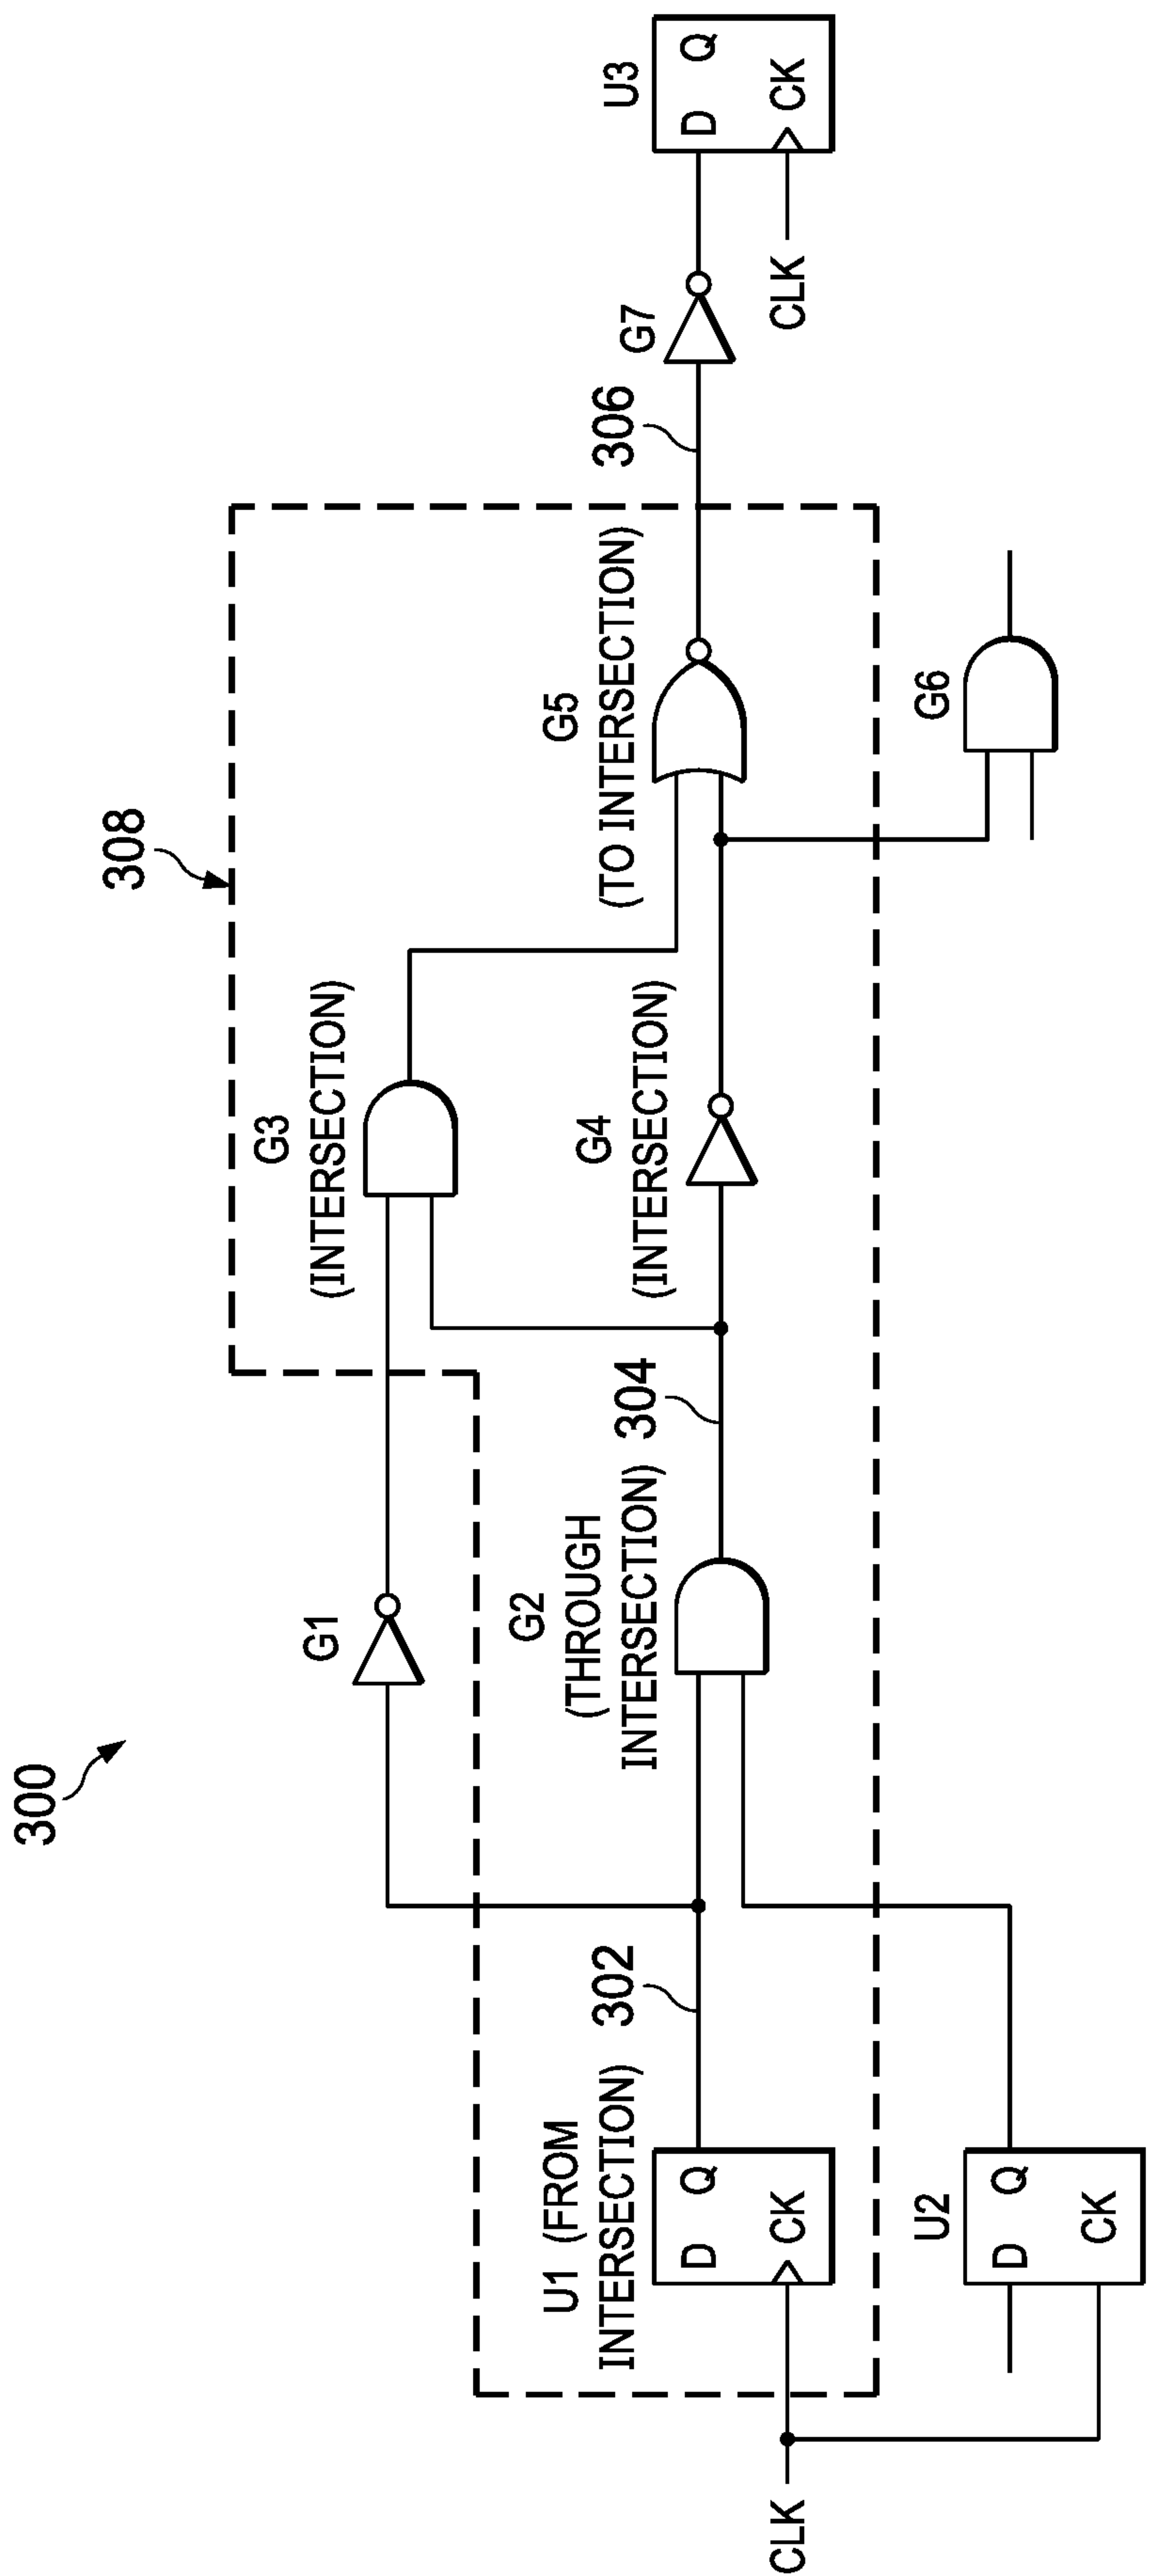 300
308
G1
G3
(INTERSECTION)
U1 (FROM
INTERSECTION)
302
G2
(THROUGH
INTERSECTION)
304
G4
(INTERSECTION)
G5
(TO INTERSECTION)
306
G7
U3
D Q
CK
CLK
D Q
CK
CLK
U2
D Q
CK
G6